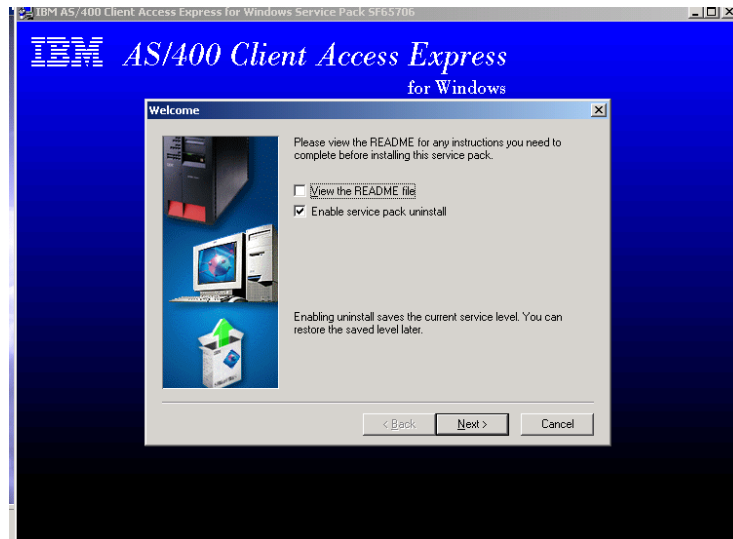 IBM AS/400 Client Access Express for Windows Service Pack SF65706
IBM AS/400 Client Access Express
for Windows
Welcome
Please view the README for any instructions you need to
complete before installing this service pack.
View the README file
Enable service pack uninstall
Enabling uninstall saves the current service level. You can
restore the saved level later.
< Back Next > Cancel